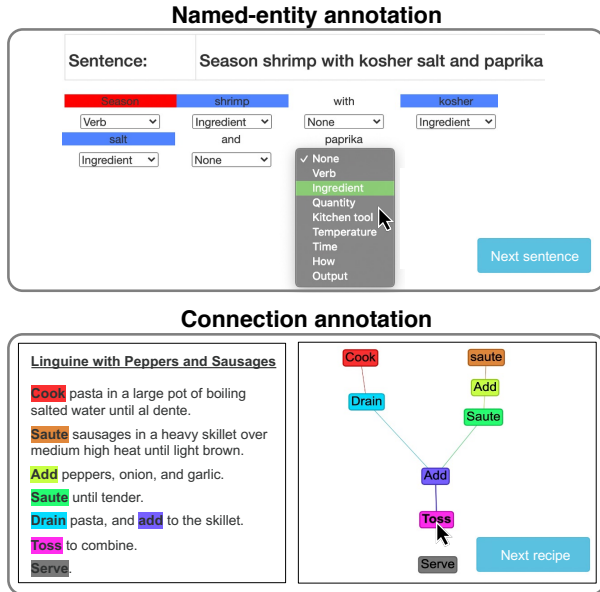 Named-entity annotation
Sentence: Season shrimp with kosher salt and paprika
Season shrimp with kosher
Verb Ingredient None Ingredient
salt and paprika
Ingredient None
✓ None
Verb
Ingredient
Quantity
Kitchen tool
Temperature
Time
How
Output
Next sentence
Connection annotation
Linguine with Peppers and Sausages
Cook pasta in a large pot of boiling
salted water until al dente.
Saute sausages in a heavy skillet over
medium high heat until light brown.
Add peppers, onion, and garlic.
Saute until tender.
Drain pasta, and add to the skillet.
Toss to combine.
Serve.
Cook saute
Add
Drain
Saute
Add
Toss
Serve
Next recipe